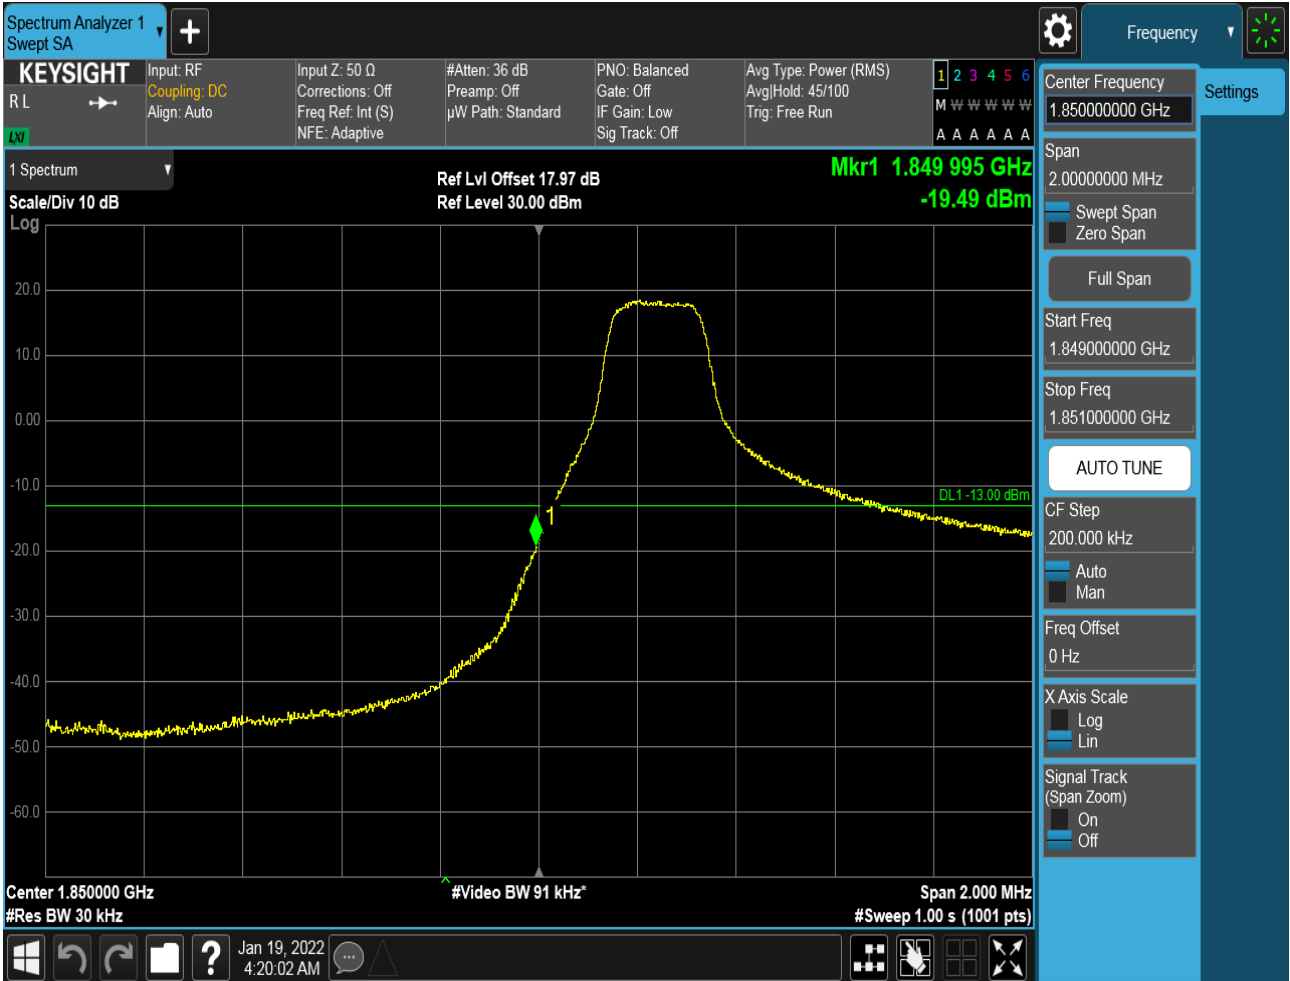 Spectrum Analyzer 1
Swept SA
Frequency
KEYSIGHT
R L
LXI
Input: RF
Coupling: DC
Align: Auto
Input Z: 50 Ω
Corrections: Off
Freq Ref: Int (S)
NFE: Adaptive
#Atten: 36 dB
Preamp: Off
µW Path: Standard
PNO: Balanced
Gate: Off
IF Gain: Low
Sig Track: Off
Avg Type: Power (RMS)
Avg|Hold: 45/100
Trig: Free Run
1 2 3 4 5 6
M W W W W W
A A A A A A
1 Spectrum
Scale/Div 10 dB
Log
Ref Lvl Offset 17.97 dB
Ref Level 30.00 dBm
Mkr1 1.849 995 GHz
-19.49 dBm
20.0
10.0
0.00
-10.0
-20.0
-30.0
-40.0
-50.0
-60.0
DL1 -13.00 dBm
1
Center 1.850000 GHz
#Res BW 30 kHz
#Video BW 91 kHz*
Span 2.000 MHz
#Sweep 1.00 s (1001 pts)
Center Frequency
1.850000000 GHz
Settings
Span
2.00000000 MHz
Swept Span
Zero Span
Full Span
Start Freq
1.849000000 GHz
Stop Freq
1.851000000 GHz
AUTO TUNE
CF Step
200.000 kHz
Auto
Man
Freq Offset
0 Hz
X Axis Scale
Log
Lin
Signal Track
(Span Zoom)
On
Off
?
Jan 19, 2022
4:20:02 AM